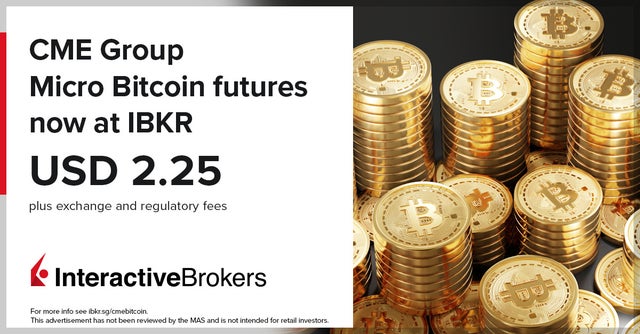 CME Group
Micro Bitcoin futures
now at IBKR
USD 2.25
plus exchange and regulatory fees
InteractiveBrokers
For more info see ibkr.sg/cmebitcoin.
This advertisement has not been reviewed by the MAS and is not intended for retail investors.